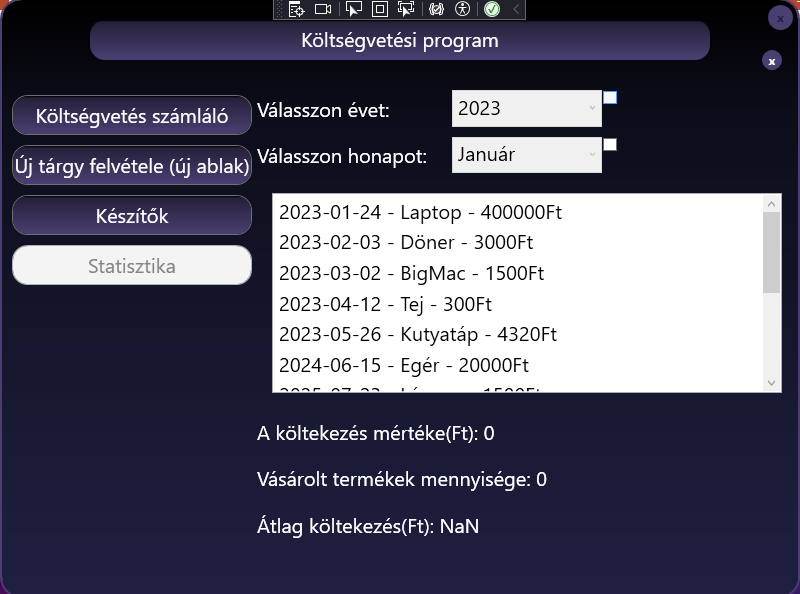 Költségvetési program
x
x
Költségvetés számláló
Új tárgy felvétele (új ablak)
Készítők
Statisztika
Válasszon évet:
2023
Válasszon honapot:
Január
2023-01-24 - Laptop - 400000Ft
2023-02-03 - Döner - 3000Ft
2023-03-02 - BigMac - 1500Ft
2023-04-12 - Tej - 300Ft
2023-05-26 - Kutyatáp - 4320Ft
2024-06-15 - Egér - 20000Ft
A költekezés mértéke(Ft): 0
Vásárolt termékek mennyisége: 0
Átlag költekezés(Ft): NaN